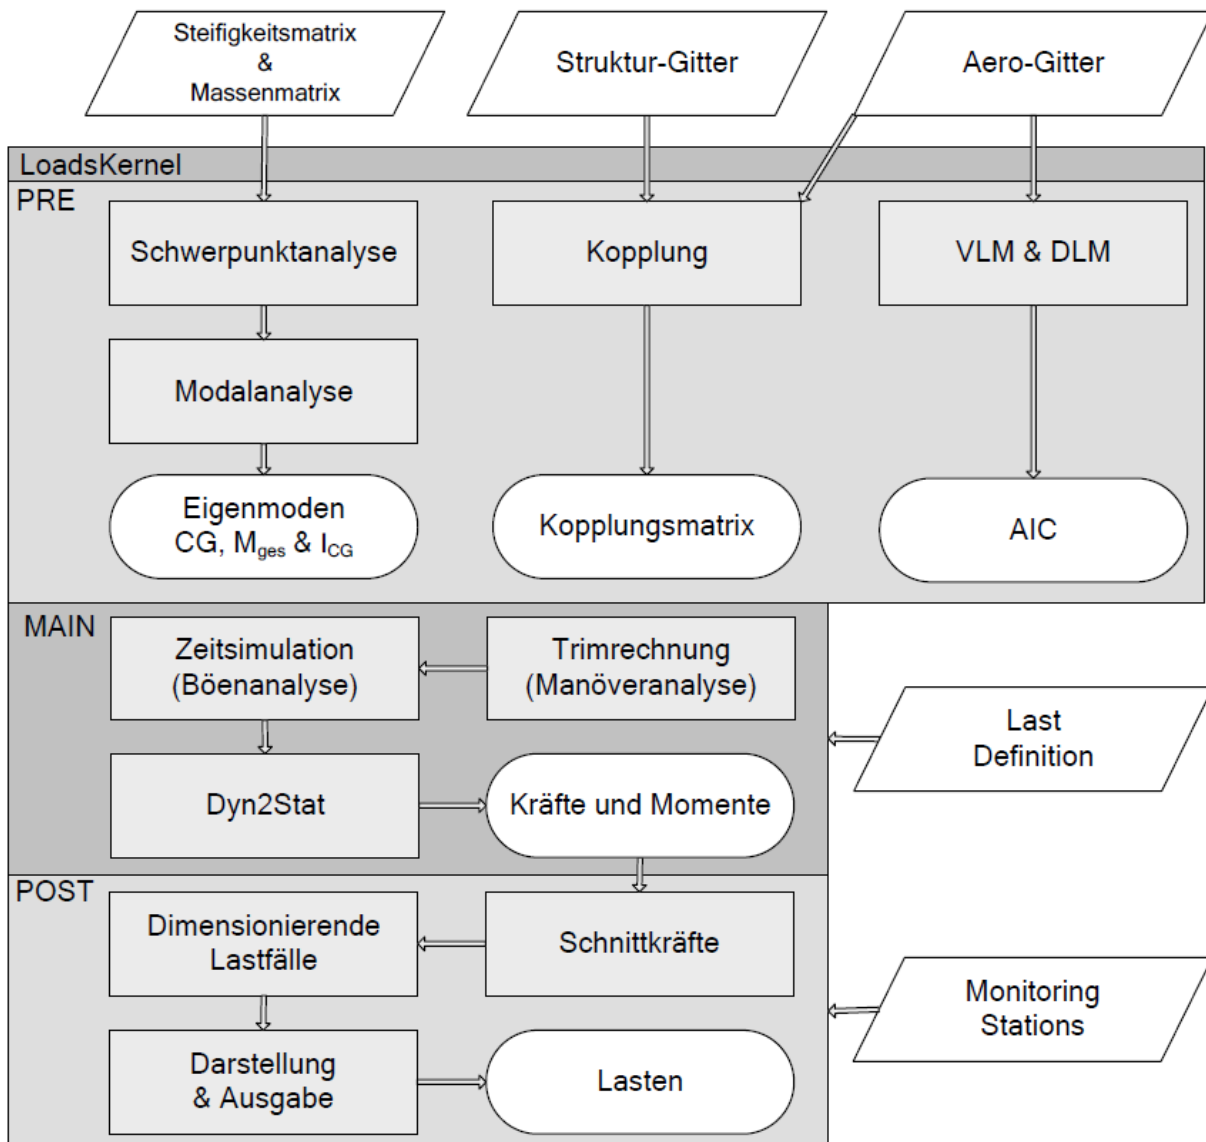 Steifigkeitsmatrix
&
Massenmatrix
Struktur-Gitter
Aero-Gitter
LoadsKernel
PRE
Schwerpunktanalyse
Kopplung
VLM & DLM
Modalanalyse
Eigenmoden
CG, Mges & ICG
Kopplungsmatrix
AIC
MAIN
Zeitsimulation
(Böenanalyse)
Trimrechnung
(Manöveranalyse)
Last
Definition
Dyn2Stat
Kräfte und Momente
POST
Dimensionierende
Lastfälle
Schnittkräfte
Monitoring
Stations
Darstellung
& Ausgabe
Lasten